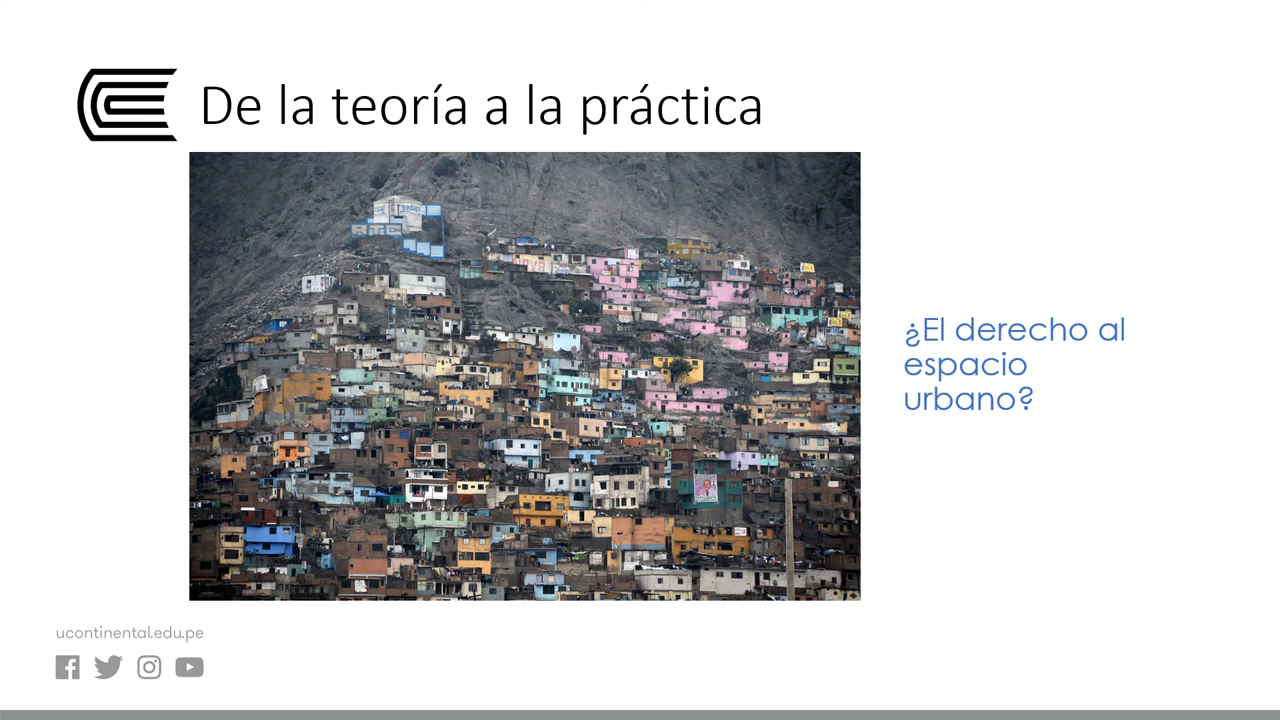 De la teoría a la práctica
¿El derecho al
espacio
urbano?
ucontinental.edu.pe